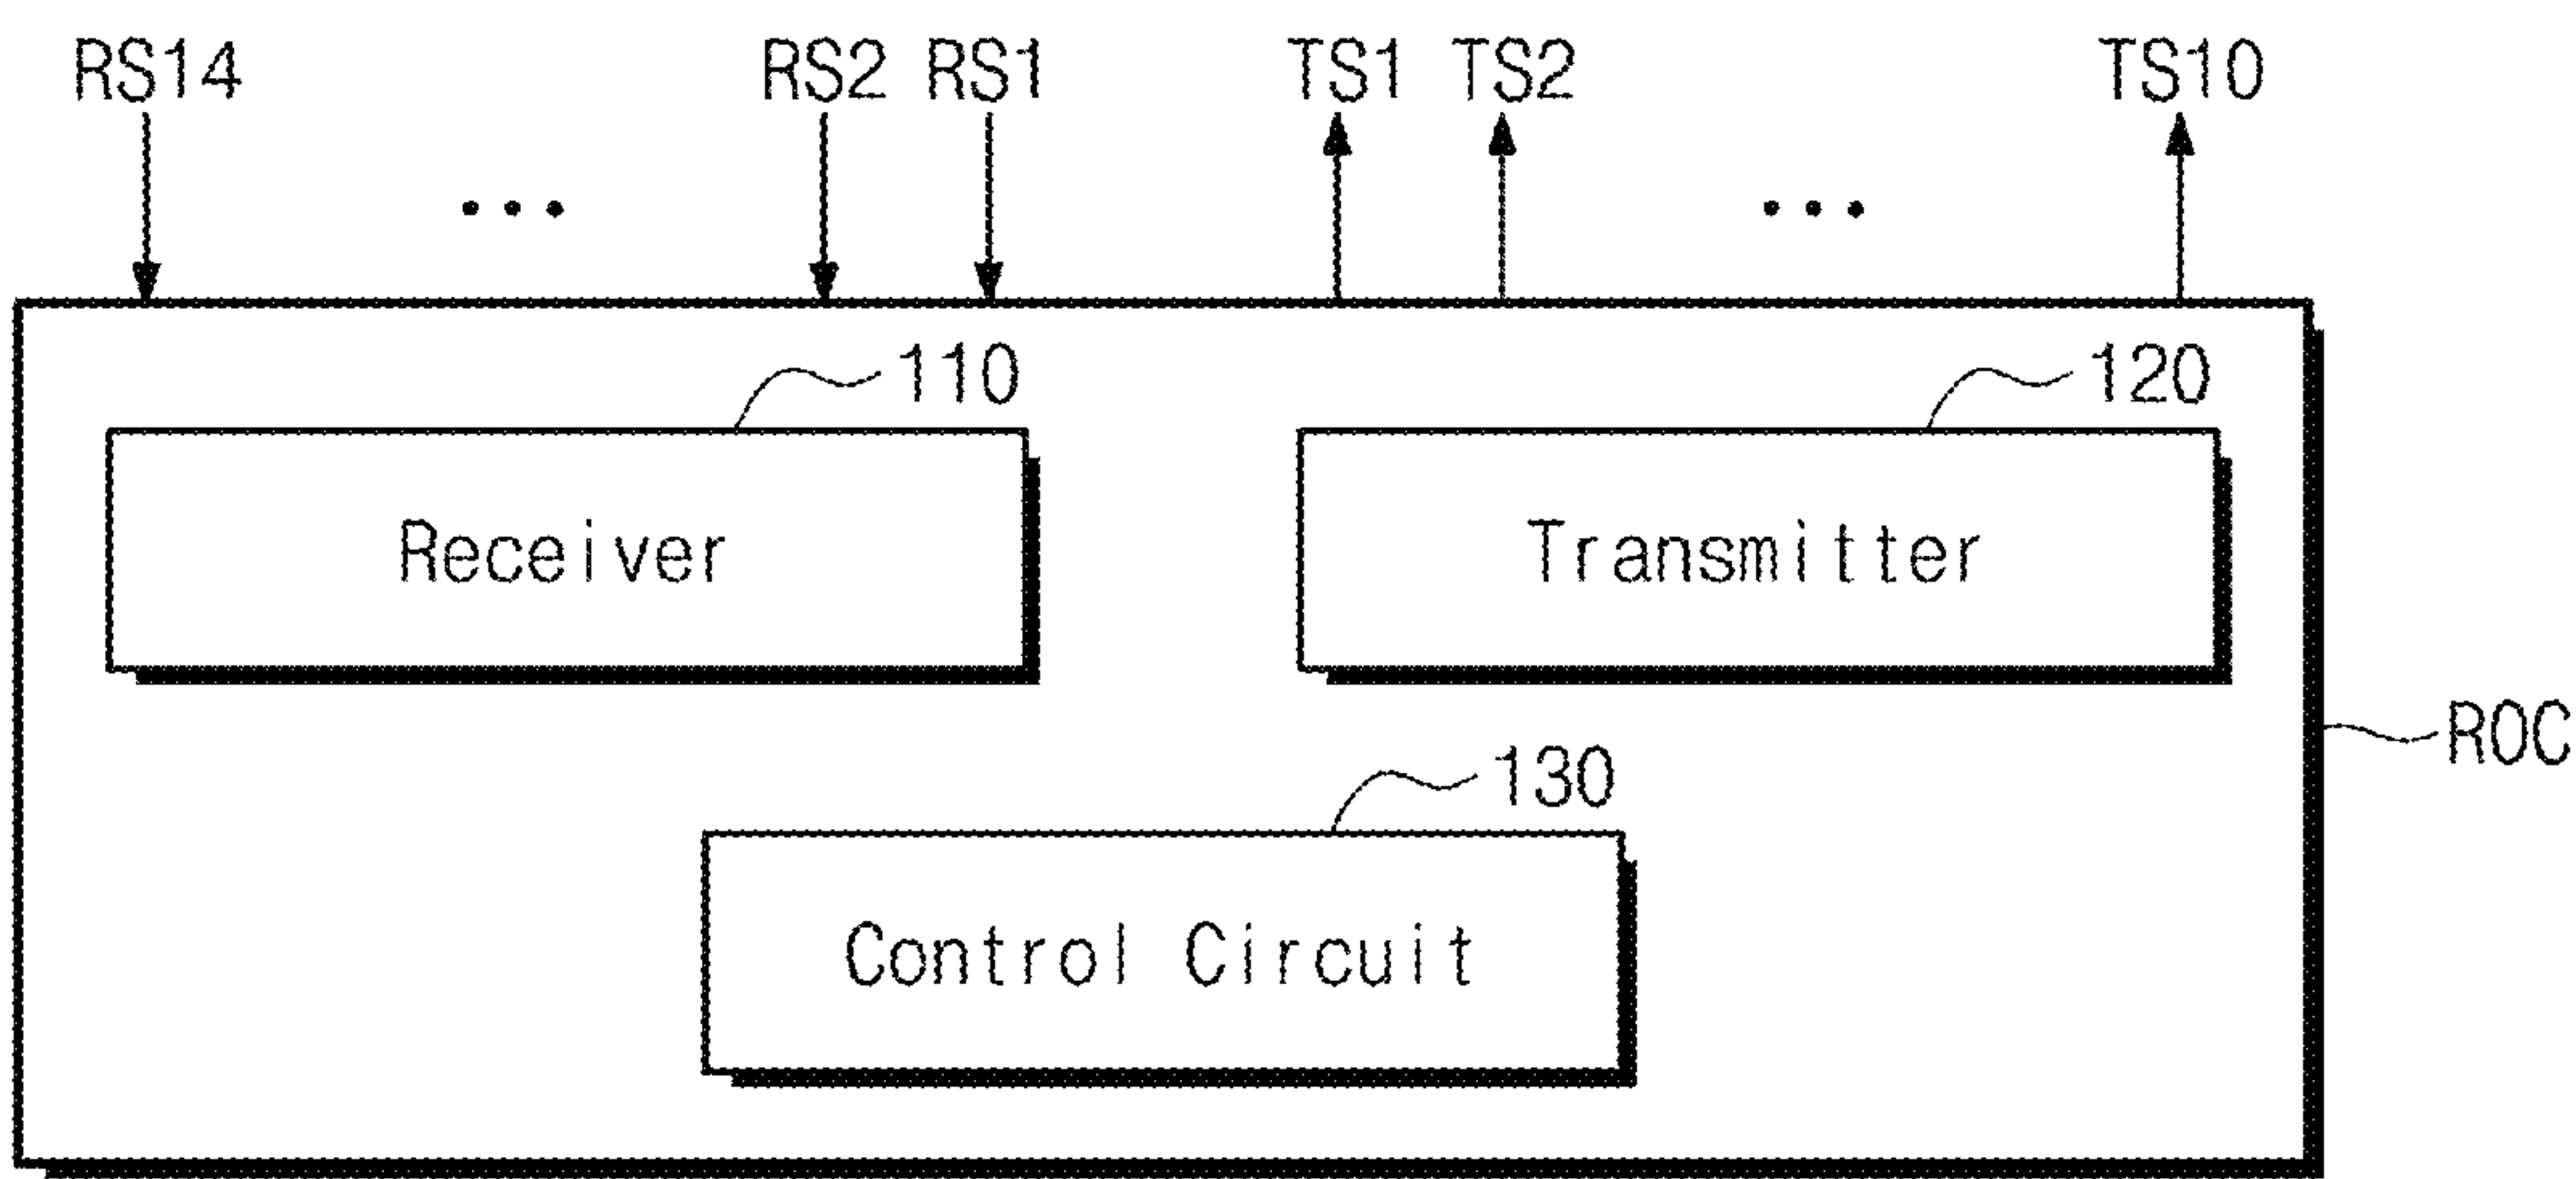 RS14 ... RS2 RS1 TS1 TS2 ... TS10
110 120
Receiver Transmitter
ROC
130
Control Circuit